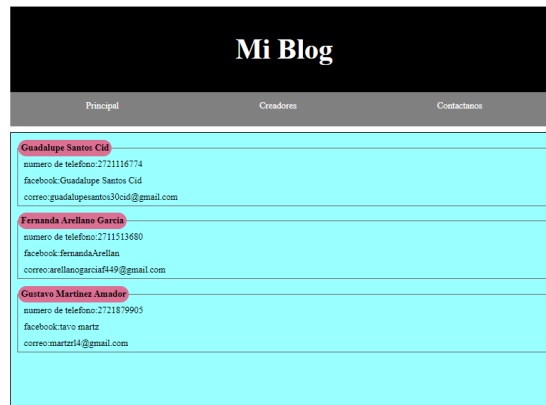 Mi Blog
Principal Creadores Contactanos
Guadalupe Santos Cid
numero de telefono:2721116774
facebook:Guadalupe Santos Cid
correo:guadalupesantos30cid@gmail.com
Fernanda Arellano Garcia
numero de telefono:2711513680
facebook:fernandaArellan
correo:arellanogarciaf449@gmail.com
Gustavo Martinez Amador
numero de telefono:2721879905
facebook:tavo martz
correo:martzrl4@gmail.com